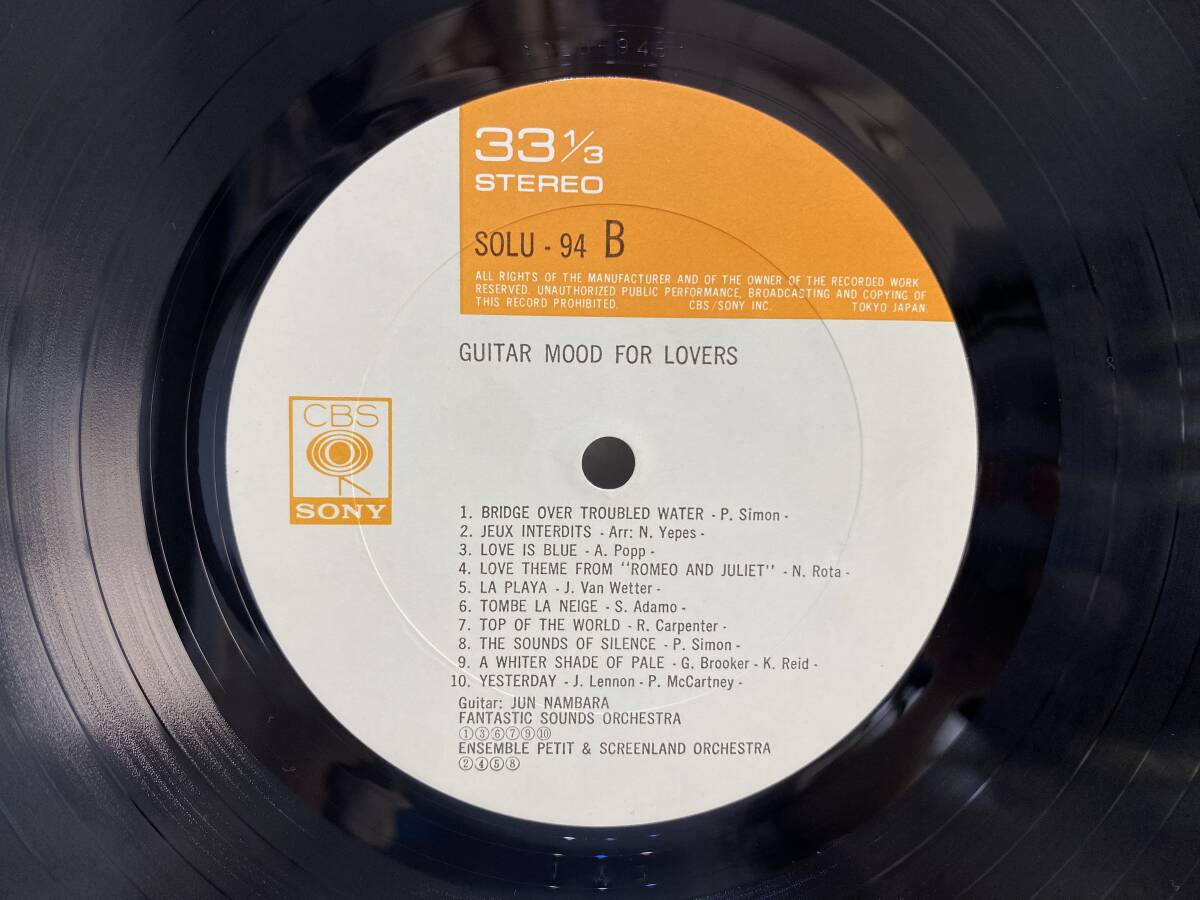 33 1/3
STEREO
SOLU - 94 B
ALL RIGHTS OF THE MANUFACTURER AND OF THE OWNER OF THE RECORDED WORK
RESERVED. UNAUTHORIZED PUBLIC PERFORMANCE, BROADCASTING AND COPYING OF
THIS RECORD PROHIBITED. CBS/SONY INC. TOKYO JAPAN.
GUITAR MOOD FOR LOVERS
CBS
SONY
1. BRIDGE OVER TROUBLED WATER - P. Simon -
2. JEUX INTERDITS - Arr: N. Yepes -
3. LOVE IS BLUE - A. Popp -
4. LOVE THEME FROM "ROMEO AND JULIET" - N. Rota -
5. LA PLAYA - J. Van Wetter -
6. TOMBE LA NEIGE - S. Adamo -
7. TOP OF THE WORLD - R. Carpenter -
8. THE SOUNDS OF SILENCE - P. Simon -
9. A WHITER SHADE OF PALE - G. Brooker - K. Reid -
10. YESTERDAY - J. Lennon - P. McCartney -
Guitar: JUN NAMBARA
FANTASTIC SOUNDS ORCHESTRA
①③⑥⑦⑨⑩
ENSEMBLE PETIT & SCREENLAND ORCHESTRA
②④⑤⑧